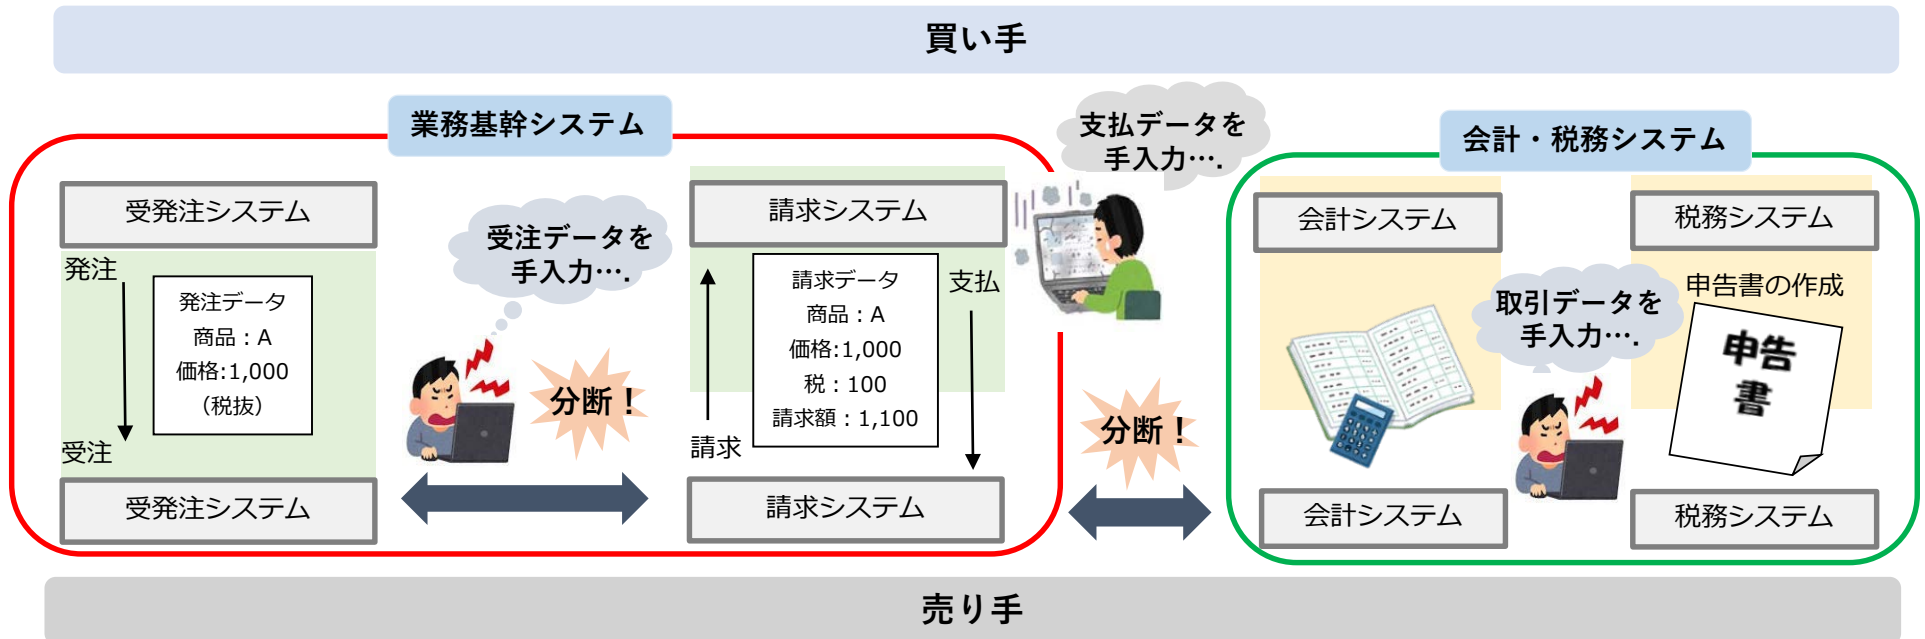 買い手
業務基幹システム
支払データを
手入力….
会計・税務システム
受発注システム
受注データを
手入力….
請求システム
会計システム
税務システム
発注
発注データ
商品：A
価格:1,000
（税抜）
受注
受発注システム
分断！
請求データ
商品：A
価格:1,000
税：100
請求額：1,100
支払
請求
請求システム
分断！
取引データを
手入力….
申告書の作成
申告
書
会計システム
税務システム
売り手